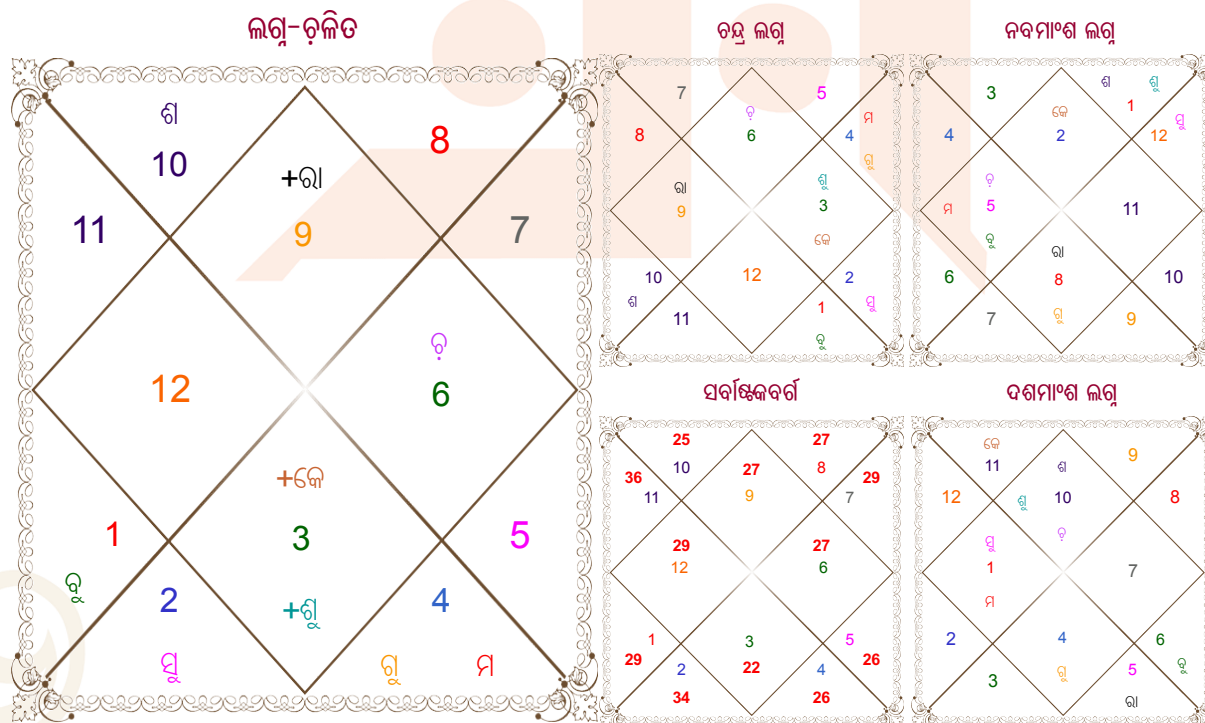 ଲଗ୍ନ-ଚ଼ଳିତ
ଶ
10
8
+ରା
9
11
7
12
ଚ଼
6
+କେ
3
1
5
ବୁ
2
+ଶୁ
4
ସୁ
ଗୁ
ମ
ଚନ୍ଦ୍ର ଲଗ୍ନ
7
5
ଚ଼
ମ
8
6
4
ଗୁ
ରା
ଶୁ
9
3
କେ
10
12
2
ଶ
1
ସୁ
11
ବୁ
ନବମାଂଶ ଲଗ୍ନ
ଶ
ଶୁ
3
କେ
1
ସୁ
4
2
12
ଚ଼
ମ
5
11
ବୁ
ରା
6
8
10
7
ଗୁ
9
ସର୍ବାଷ୍ଟକବର୍ଗ
25
27
10
27
8
36
29
11
9
7
29
27
12
6
1
3
5
29
2
22
4
26
34
26
ଦଶମାଂଶ ଲଗ୍ନ
କେ
9
11
ଶ
12
ଶୁ
10
8
ସୁ
ଚ଼
1
7
ମ
2
4
6
3
ଗୁ
5
ବୁ
ରା